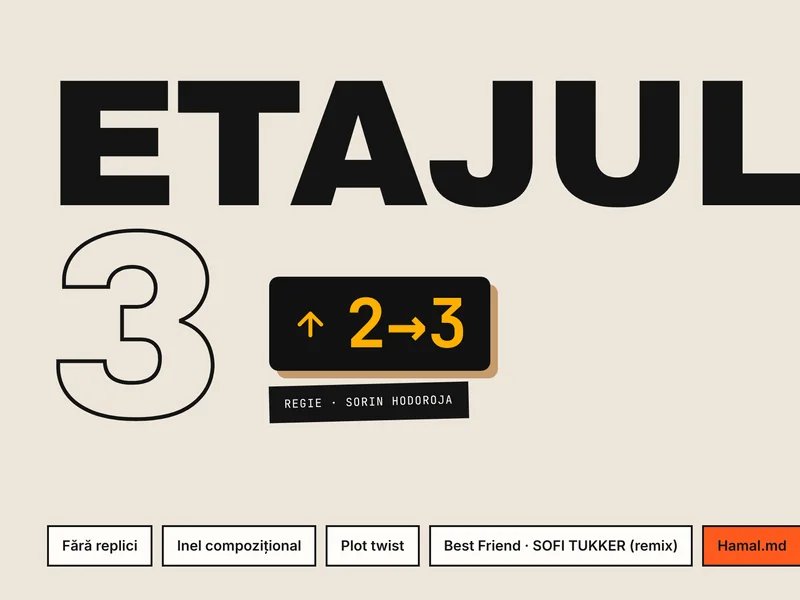 ETAJUL
3
↑ 2→3
REGIE · SORIN HODOROJA
Fără replici
Inel compozițional
Plot twist
Best Friend · SOFI TUKKER (remix)
Hamal.md